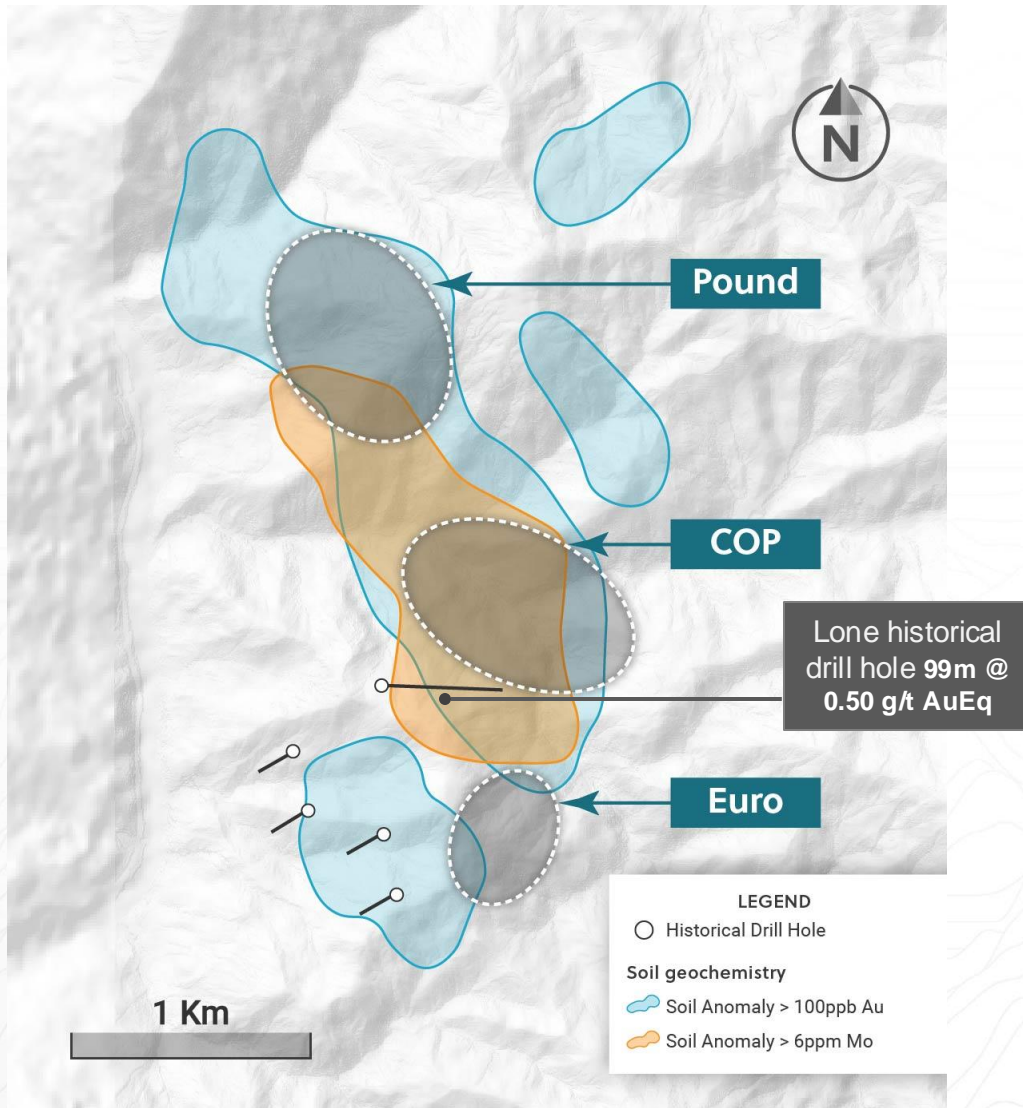 N
Pound
COP
Lone historical
drill hole 99m @
0.50 g/t AuEq
Euro
LEGEND
Historical Drill Hole
Soil geochemistry
Soil Anomaly > 100ppb Au
Soil Anomaly > 6ppm Mo
1 Km